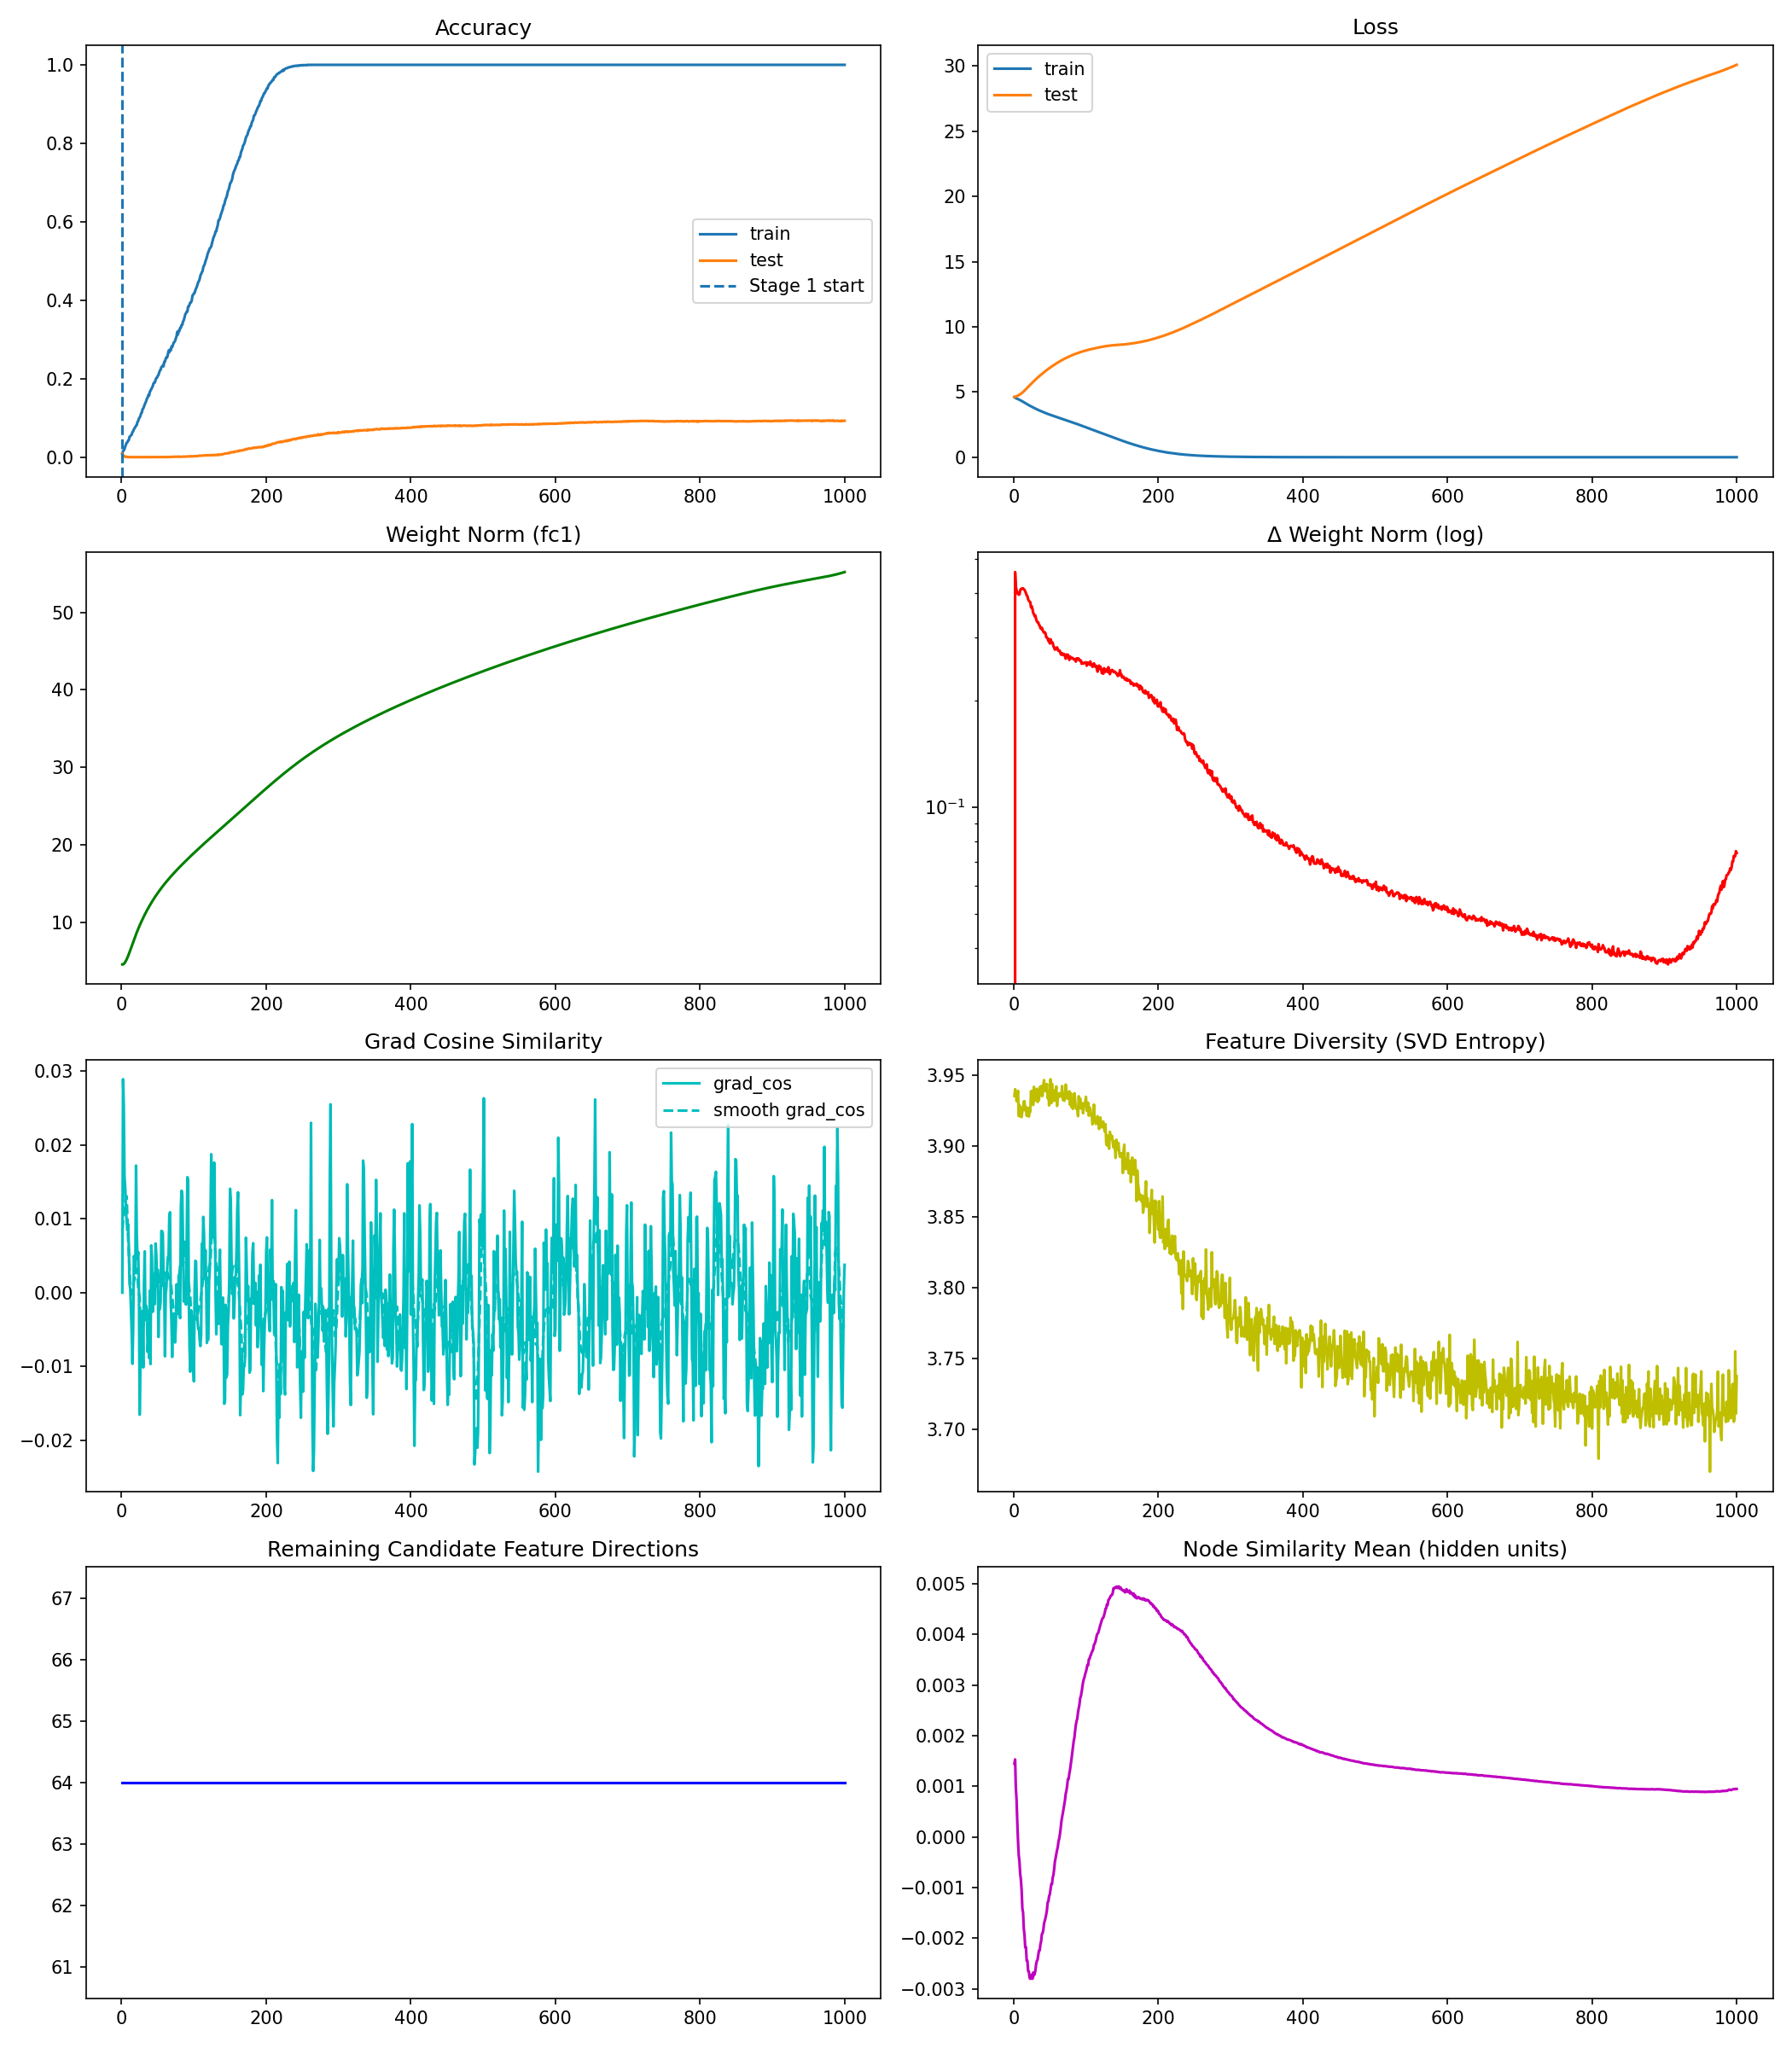 Accuracy
1.0
0.8
0.6
0.4
0.2
0.0
train
test
Stage 1 start
0 200 400 600 800 1000
Loss
30
25
20
15
10
5
0
train
test
0 200 400 600 800 1000
Weight Norm (fc1)
50
40
30
20
10
0 200 400 600 800 1000
Δ Weight Norm (log)
10⁻¹
0 200 400 600 800 1000
Grad Cosine Similarity
0.03
0.02
0.01
0.00
−0.01
−0.02
grad_cos
smooth grad_cos
0 200 400 600 800 1000
Feature Diversity (SVD Entropy)
3.95
3.90
3.85
3.80
3.75
3.70
0 200 400 600 800 1000
Remaining Candidate Feature Directions
67
66
65
64
63
62
61
0 200 400 600 800 1000
Node Similarity Mean (hidden units)
0.005
0.004
0.003
0.002
0.001
0.000
−0.001
−0.002
−0.003
0 200 400 600 800 1000